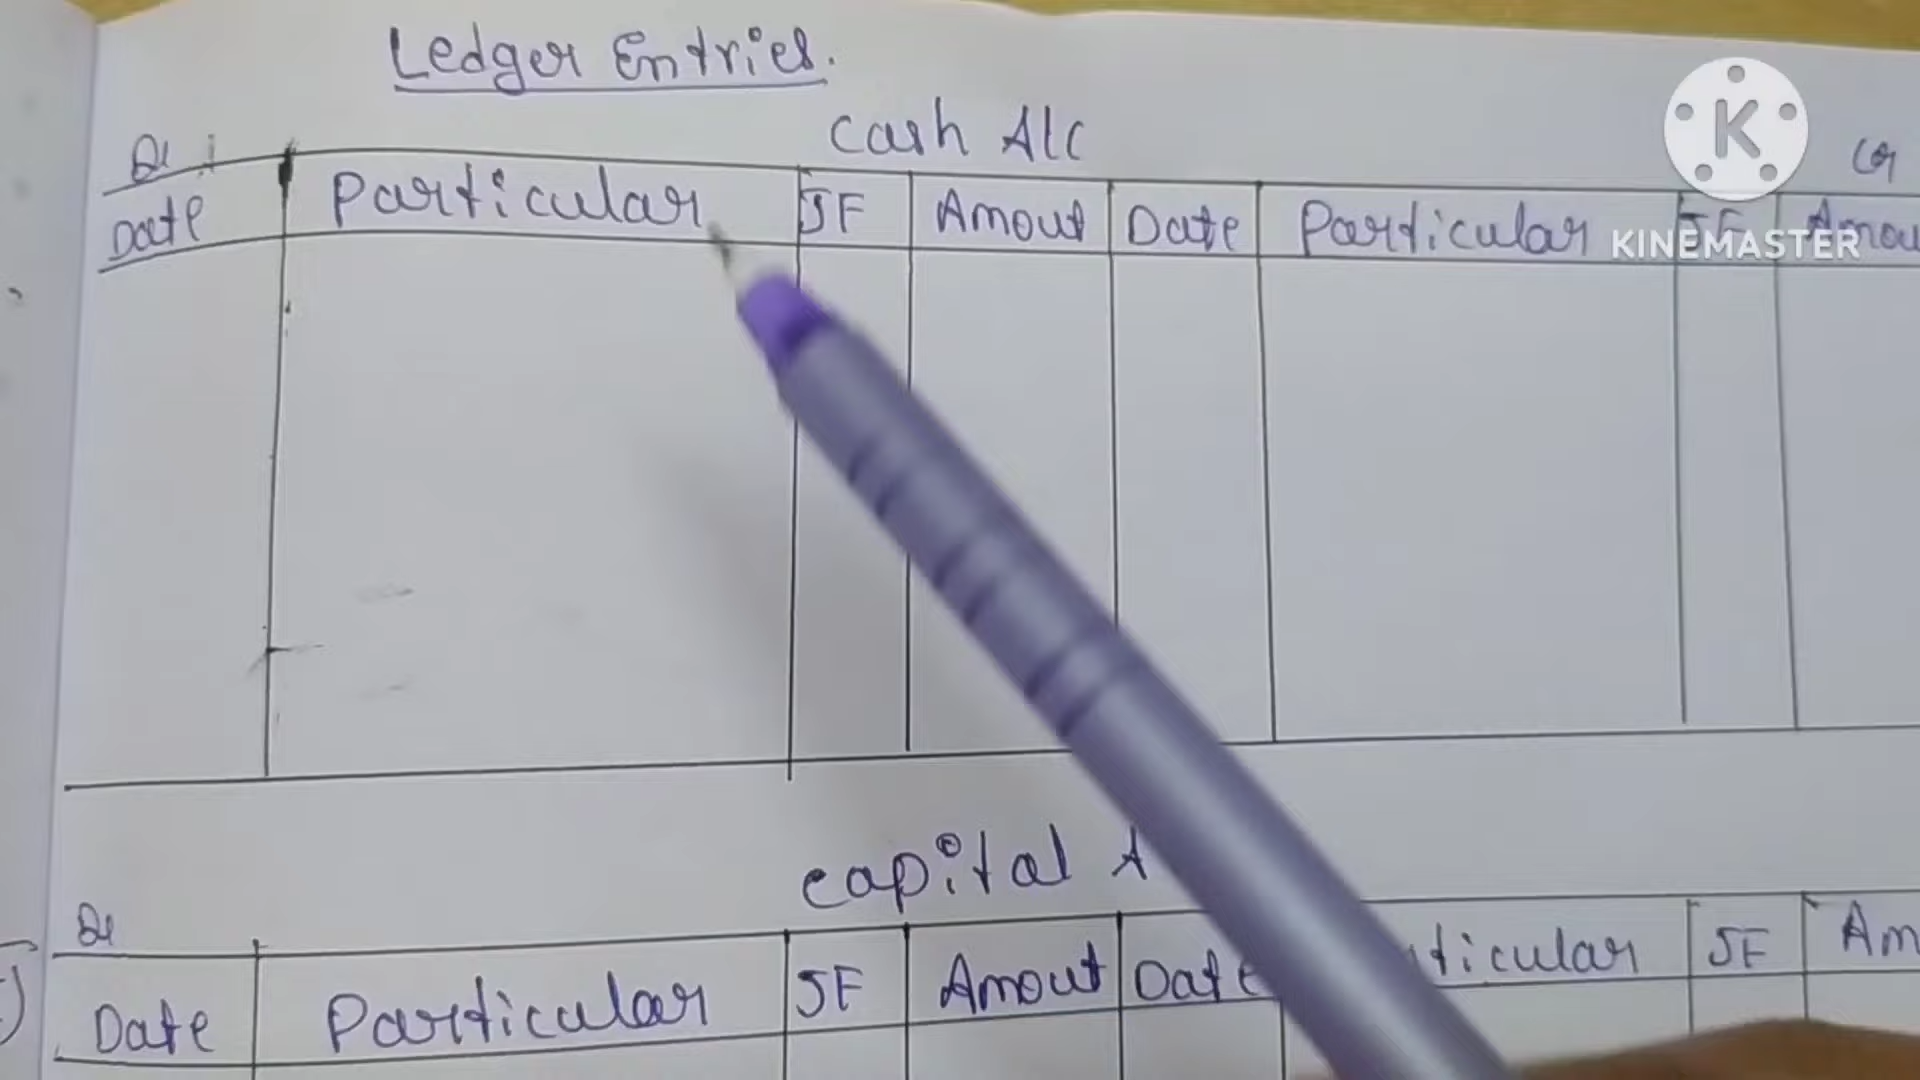 Ledger Entries.
Cash A/c
Dr Cr
Date Particular JF Amout Date Particular JF Amou
K
KINEMASTER
Capital A
Dr
Date Particular JF Amout Date ticular JF Am